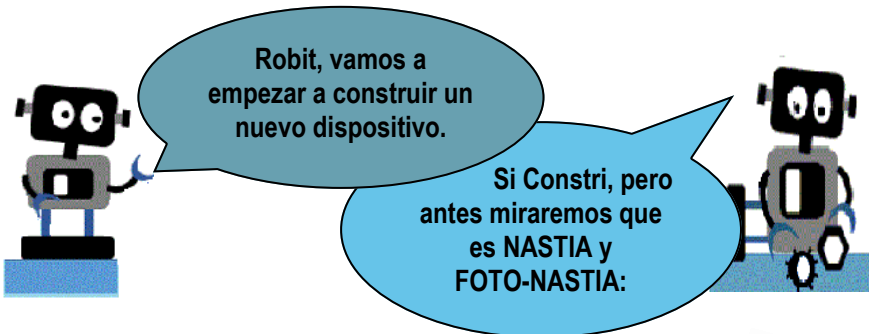 Robit, vamos a
empezar a construir un
nuevo dispositivo.
Si Constri, pero
antes miraremos que
es NASTIA y
FOTO-NASTIA: